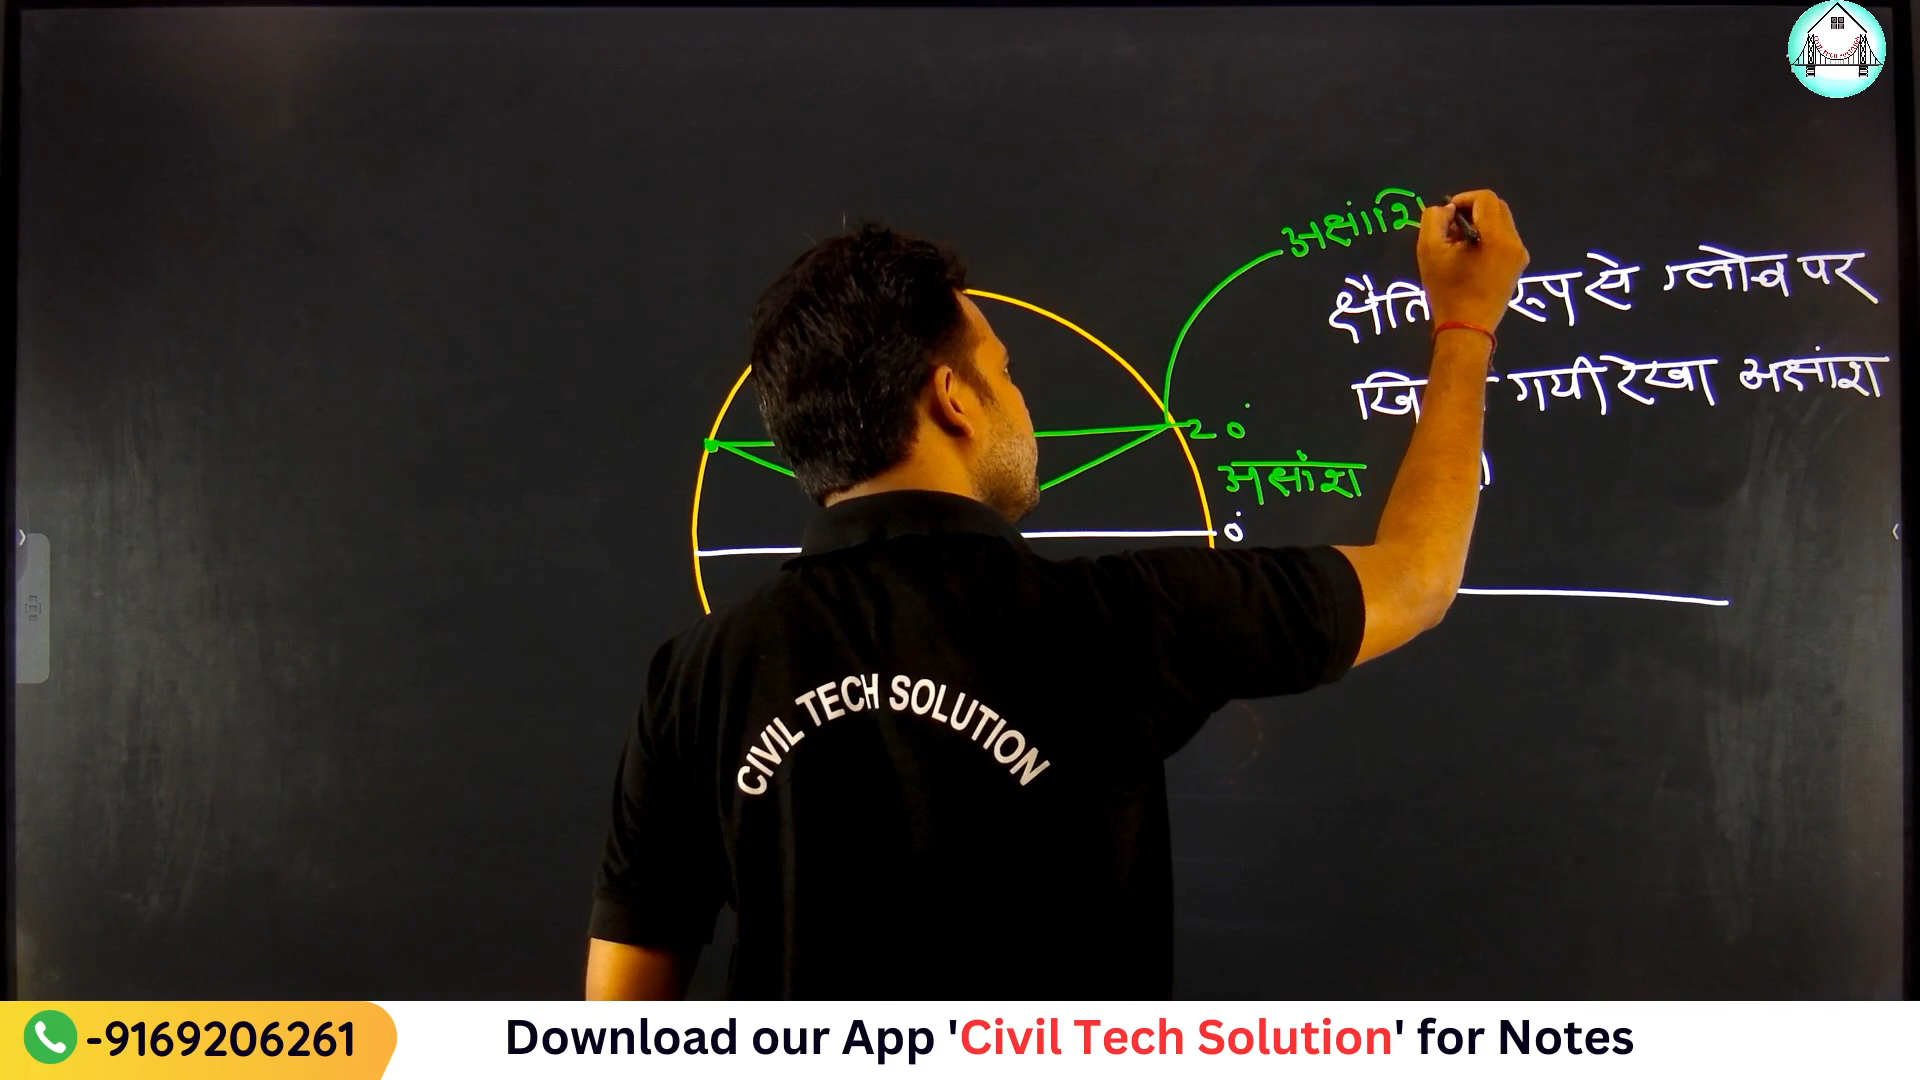 अक्षांशि
क्षैति रूप से ग्लोब पर
खि गयी रेखा अक्षांश
20°
अक्षांश
0°
CIVIL TECH SOLUTION
-9169206261
Download our App 'Civil Tech Solution' for Notes